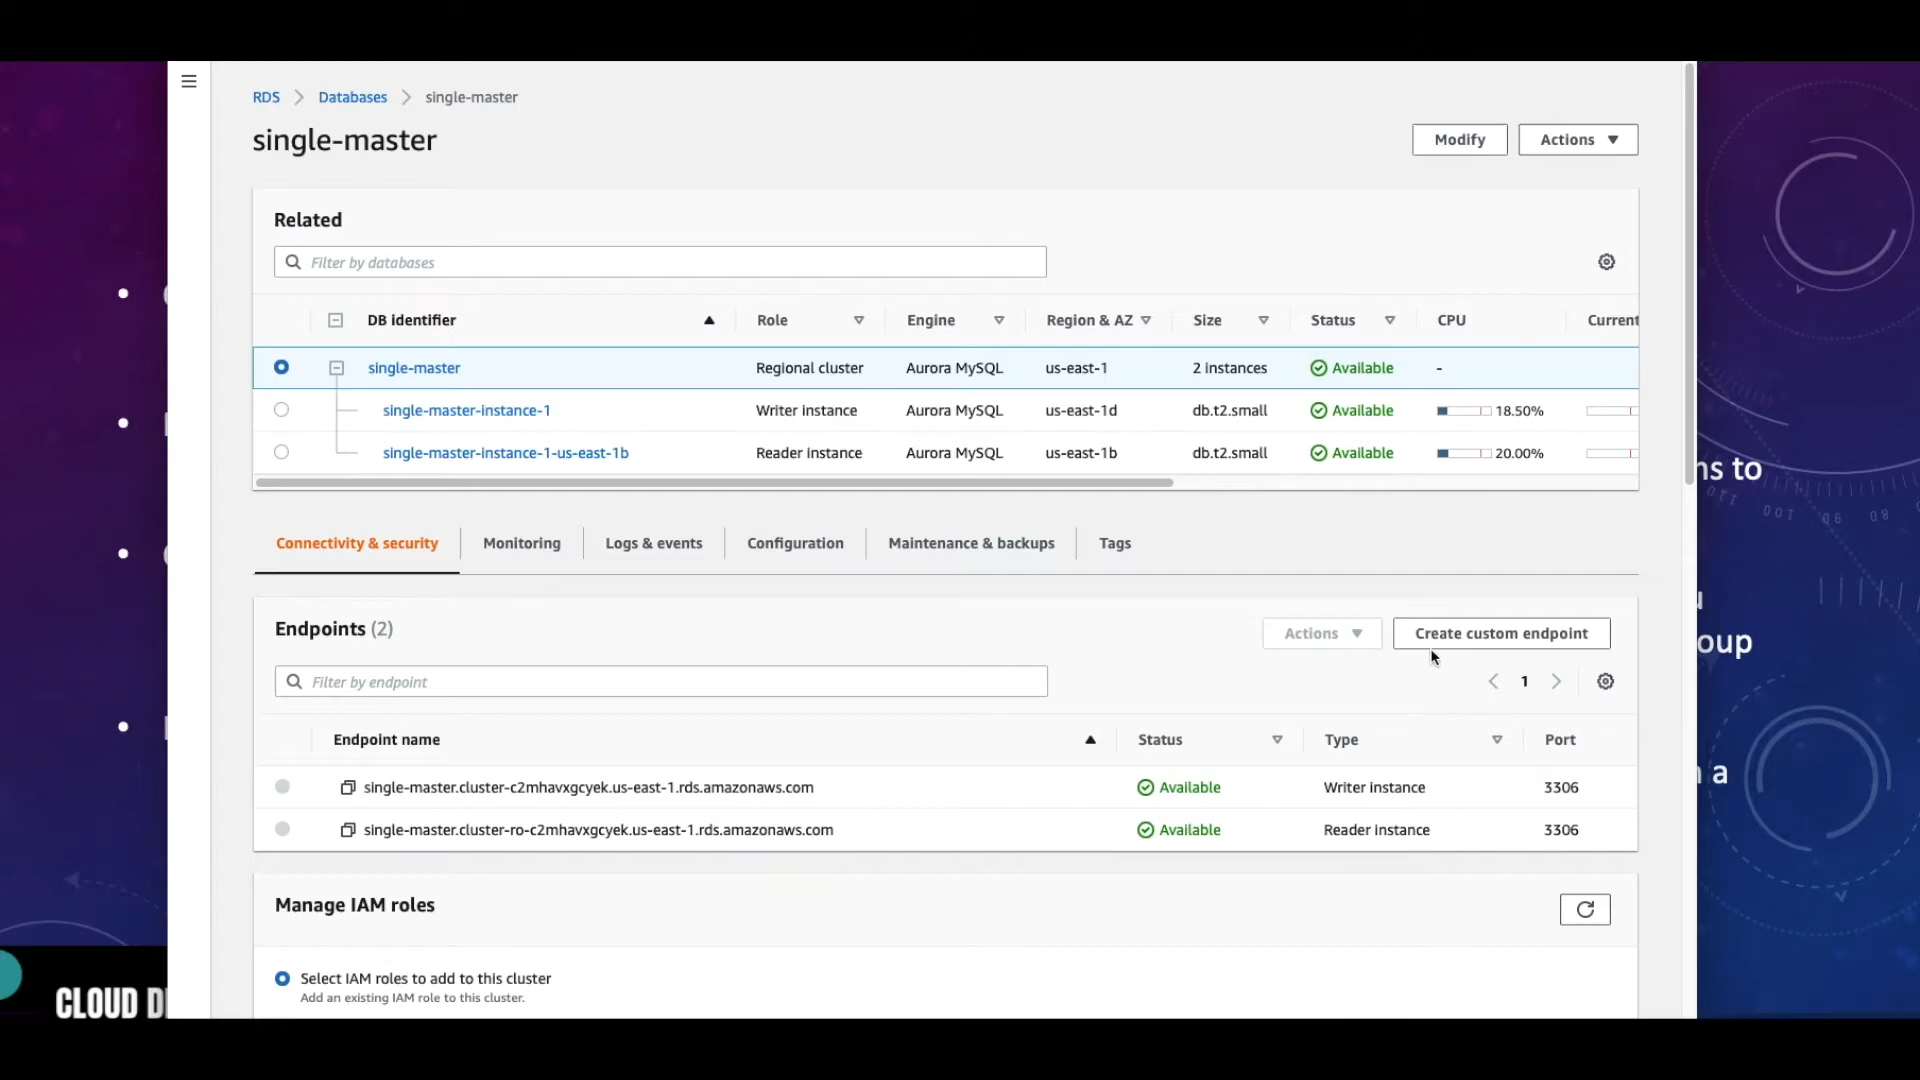 RDS > Databases > single-master
single-master
Modify
Actions
Related
Filter by databases
DB identifier Role Engine Region & AZ Size Status CPU Current
single-master Regional cluster Aurora MySQL us-east-1 2 instances Available -
single-master-instance-1 Writer instance Aurora MySQL us-east-1d db.t2.small Available 18.50%
single-master-instance-1-us-east-1b Reader instance Aurora MySQL us-east-1b db.t2.small Available 20.00%
ns to
Connectivity & security Monitoring Logs & events Configuration Maintenance & backups Tags
Endpoints (2)
Actions
Create custom endpoint
oup
Filter by endpoint
1
Endpoint name Status Type Port
a
single-master.cluster-c2mhavxgcyek.us-east-1.rds.amazonaws.com Available Writer instance 3306
single-master.cluster-ro-c2mhavxgcyek.us-east-1.rds.amazonaws.com Available Reader instance 3306
Manage IAM roles
Select IAM roles to add to this cluster
Add an existing IAM role to this cluster.
CLOUD D